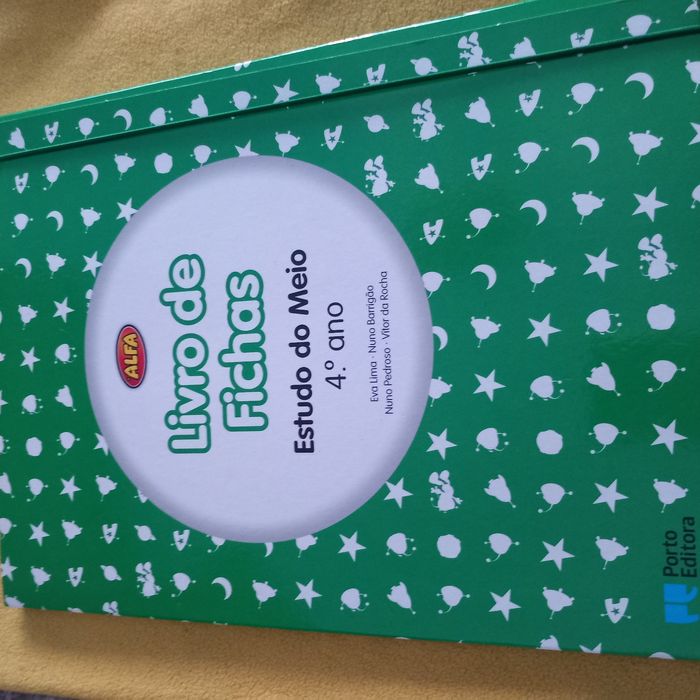 ALFA
Livro de
Fichas
Estudo do Meio
4.º ano
Eva Lima · Nuno Barrigão
Nuno Pedroso · Vitor da Rocha
Porto
Editora